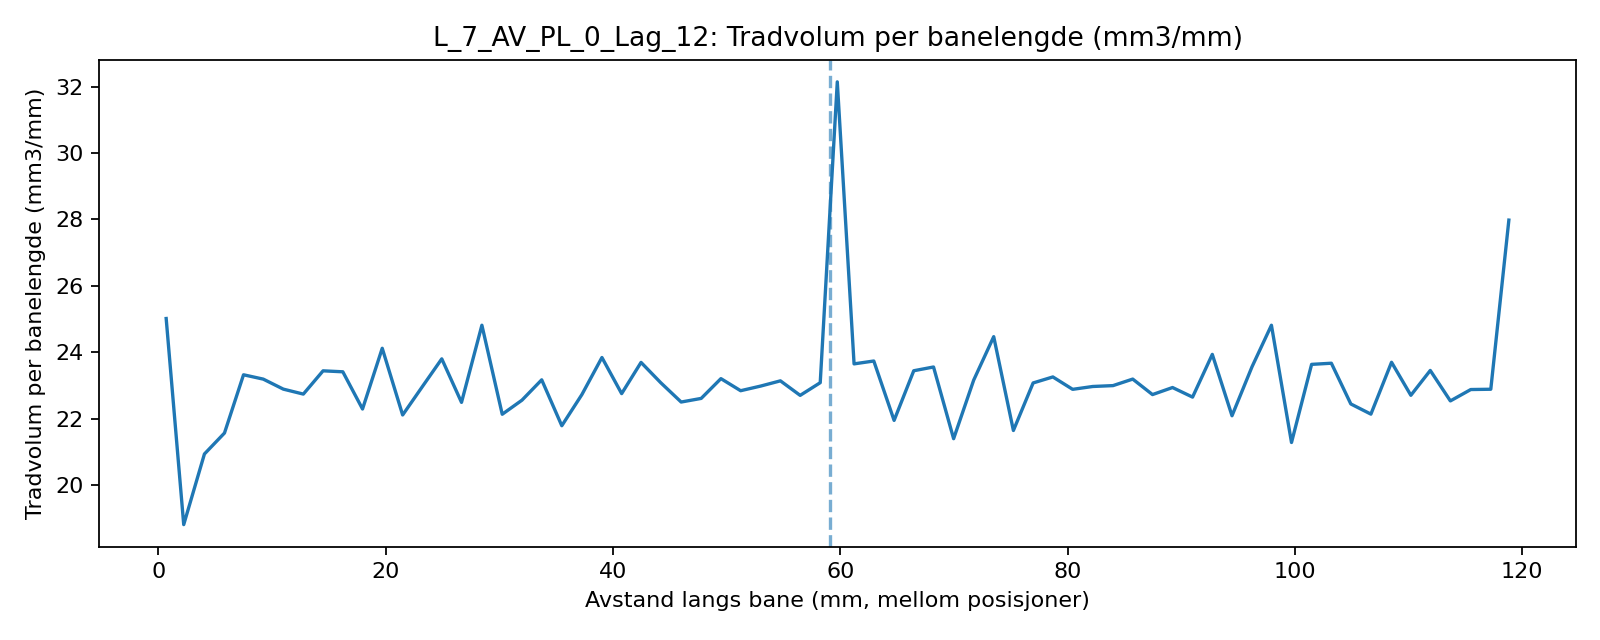 L_7_AV_PL_0_Lag_12: Tradvolum per banelengde (mm3/mm)
Tradvolum per banelengde (mm3/mm)
32
30
28
26
24
22
20
0 20 40 60 80 100 120
Avstand langs bane (mm, mellom posisjoner)